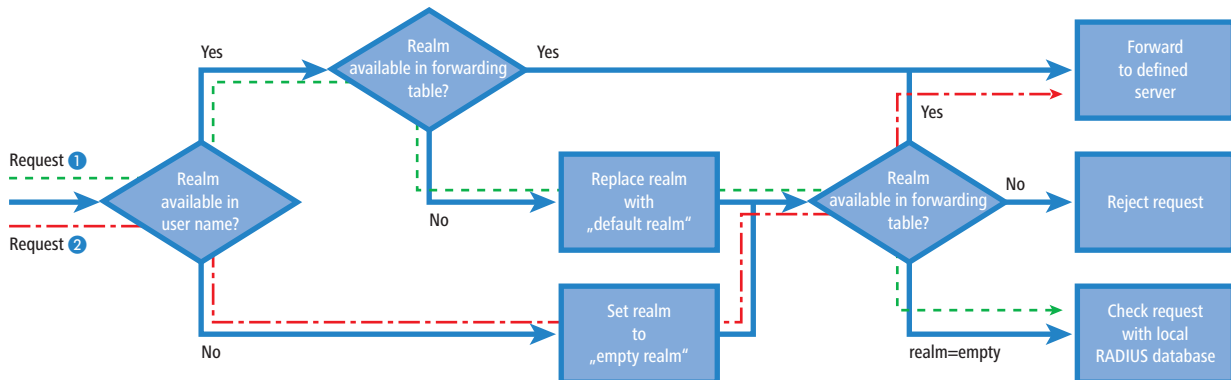 Yes
Realm
available in forwarding
table?
Yes
Forward
to defined
server
Request 1
Realm
available in
user name?
Request 2
No
Replace realm
with
„default realm“
Yes
Realm
available in forwarding
table?
No
Reject request
No
Set realm
to
„empty realm“
realm=empty
Check request
with local
RADIUS database